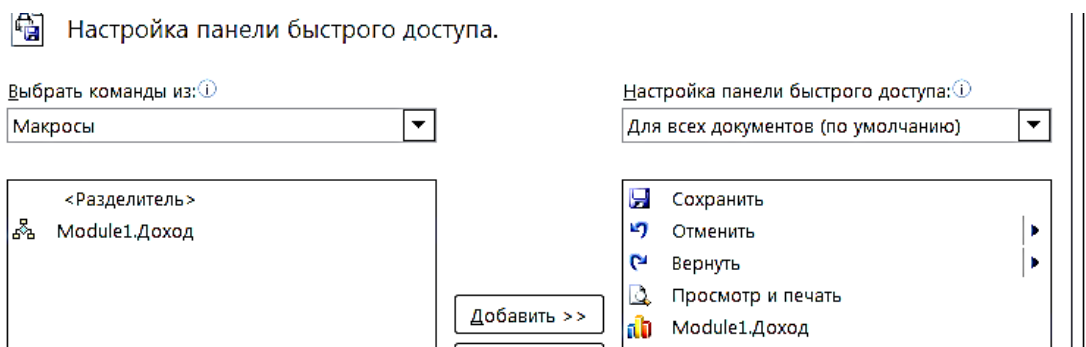 Настройка панели быстрого доступа.
Выбрать команды из:
Настройка панели быстрого доступа:
Макросы
Для всех документов (по умолчанию)
<Разделитель>
Module1.Доход
Добавить >>
Сохранить
Отменить
Вернуть
Просмотр и печать
Module1.Доход